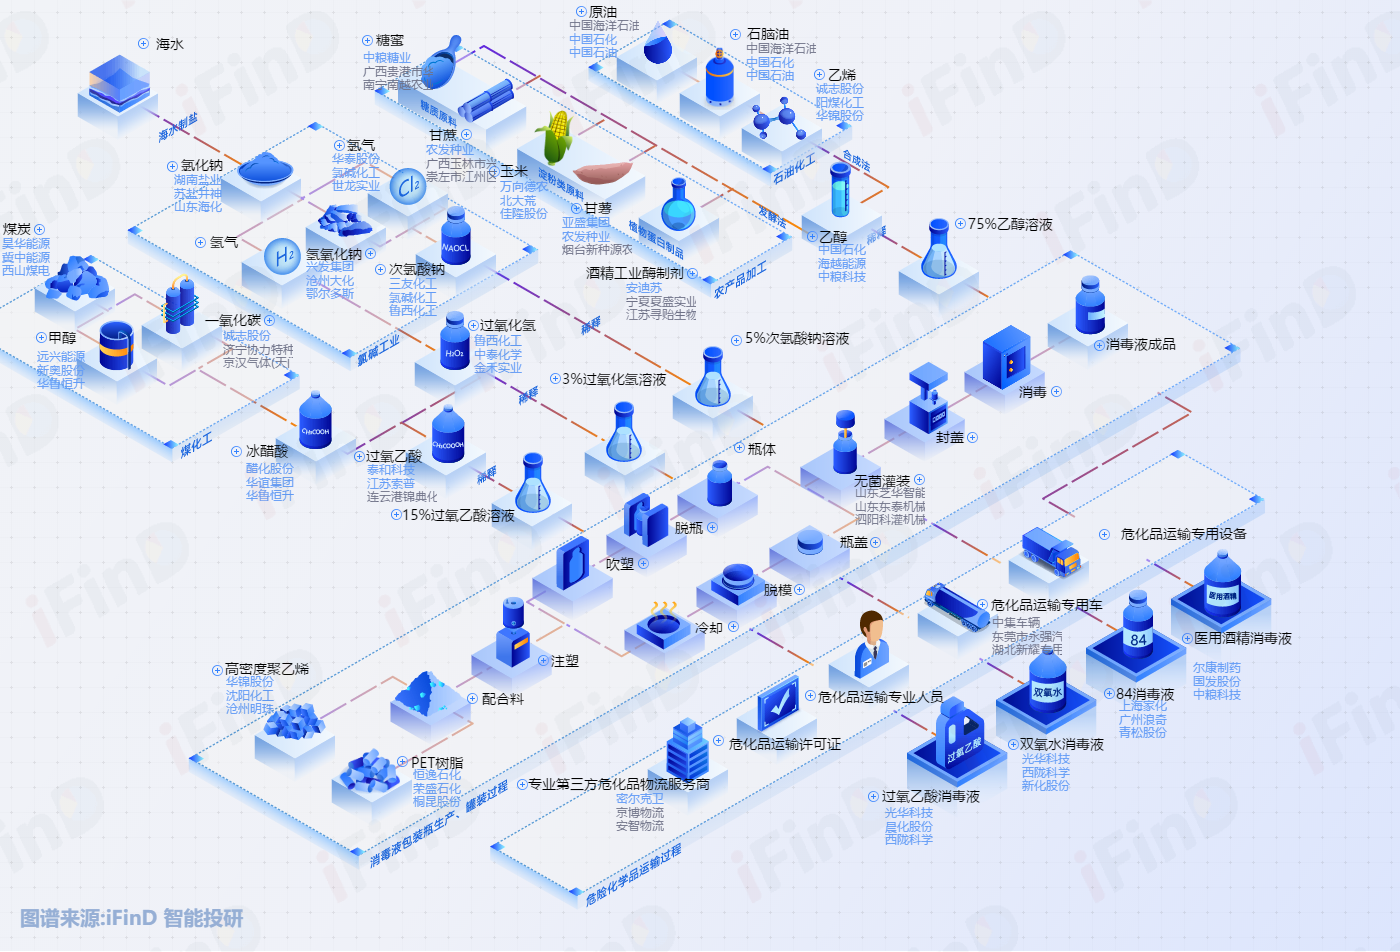 海水
海水制盐
糖蜜
中粮糖业
广西贵港市华
南宁南越农业
糖质原料
甘蔗
农发种业
广西玉林市云
崇左市江州区
原油
中国海洋石油
中国石化
中国石油
石脑油
中国海洋石油
中国石化
中国石油
乙烯
诚志股份
阳煤化工
华锦股份
石油化工
合成法
玉米
万向德农
北大荒
佳隆股份
淀粉类原料
甘薯
亚盛集团
农发种业
烟台新种源农
植物蛋白制品
酒精工业酶制剂
安迪苏
宁夏夏盛实业
江苏寻贻生物
农产品加工
发酵法
乙醇
中国石化
海越能源
中粮科技
稀释
75%乙醇溶液
氯化钠
湖南盐业
苏盐井神
山东海化
氯气
华泰股份
氯碱化工
世龙实业
Cl2
氢气
H2
氢氧化钠
兴发集团
沧州大化
鄂尔多斯
次氯酸钠
三友化工
氯碱化工
鲁西化工
NAOCL
氯碱工业
煤炭
昊华能源
冀中能源
西山煤电
一氧化碳
诚志股份
济宁协力特种
京汉气体(天门
甲醇
远兴能源
新奥股份
华鲁恒升
煤化工
过氧化氢
鲁西化工
中泰化学
金禾实业
H2O2
稀释
5%次氯酸钠溶液
稀释
3%过氧化氢溶液
冰醋酸
醋化股份
华谊集团
华鲁恒升
CH3COOH
过氧乙酸
泰和科技
江苏索普
连云港锦典化
CH3COOOH
稀释
15%过氧乙酸溶液
消毒液成品
消毒
封盖
无菌灌装
山东芝华智能
山东东泰机械
泗阳科灌机械
瓶体
脱瓶
吹塑
注塑
配合料
瓶盖
脱模
冷却
高密度聚乙烯
华锦股份
沈阳化工
沧州明珠
PET树脂
恒逸石化
荣盛石化
桐昆股份
消毒液包装瓶生产、罐装过程
危化品运输专用设备
危化品运输专用车
中集车辆
东莞市永强汽
湖北新耀专用
危化品运输专业人员
危化品运输许可证
专业第三方危化品物流服务商
密尔克卫
京博物流
安智物流
危险化学品运输过程
医用酒精
医用酒精消毒液
尔康制药
国发股份
中粮科技
84
84消毒液
上海家化
广州浪奇
青松股份
双氧水
双氧水消毒液
光华科技
西陇科学
新化股份
过氧乙酸
过氧乙酸消毒液
光华科技
晨化股份
西陇科学
图谱来源:iFinD 智能投研
iFinD